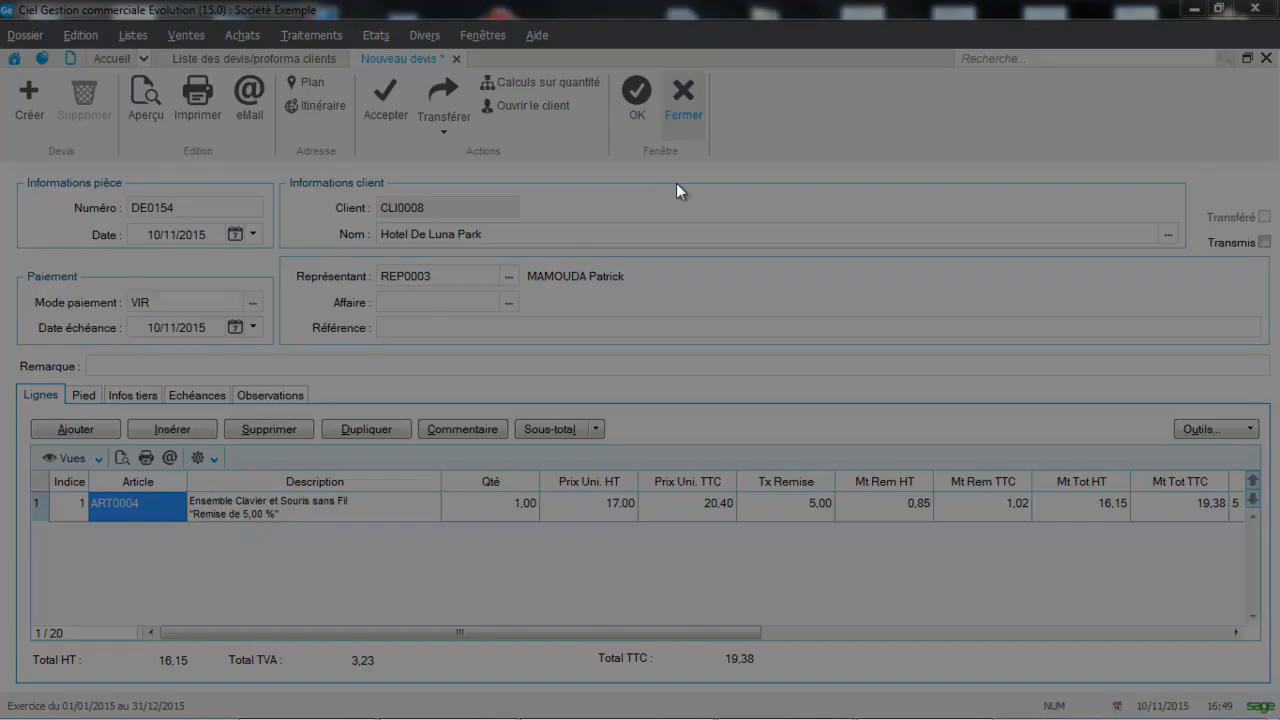 Ge Ciel Gestion commerciale Evolution (15.0) : Société Exemple
Dossier Edition Listes Ventes Achats Traitements Etats Divers Fenêtres Aide
Accueil Liste des devis/proforma clients Nouveau devis * Recherche...
Créer Supprimer Aperçu Imprimer eMail Plan Itinéraire Accepter Transférer Calculs sur quantité Ouvrir le client OK Fermer
Devis Edition Adresse Actions Fenêtre
Informations pièce Informations client
Numéro : DE0154 Client : CLI0008 Transféré
Date : 10/11/2015 Nom : Hotel De Luna Park ... Transmis
Paiement Représentant : REP0003 ... MAMOUDA Patrick
Mode paiement : VIR ... Affaire : ...
Date échéance : 10/11/2015 Référence :
Remarque :
Lignes Pied Infos tiers Echéances Observations
Ajouter Insérer Supprimer Dupliquer Commentaire Sous-total Outils...
Vues
Indice Article Description Qté Prix Uni. HT Prix Uni. TTC Tx Remise Mt Rem HT Mt Rem TTC Mt Tot HT Mt Tot TTC
1 1 ART0004 Ensemble Clavier et Souris sans Fil 1,00 17,00 20,40 5,00 0,85 1,02 16,15 19,38 5
"Remise de 5,00 %"
1 / 20
Total HT : 16,15 Total TVA : 3,23 Total TTC : 19,38
Exercice du 01/01/2015 au 31/12/2015 NUM 10/11/2015 16:49 sage